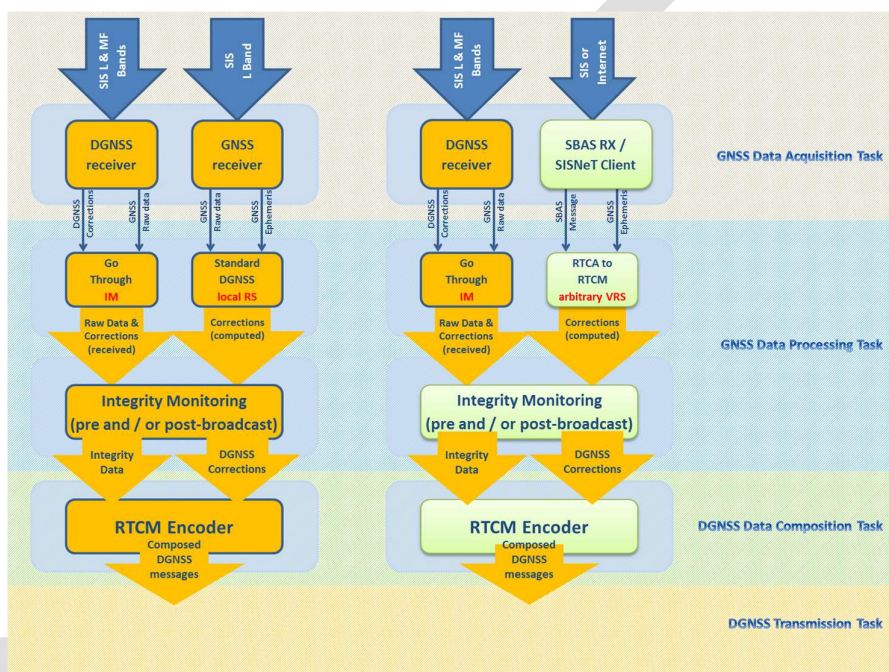 SIS L & MF
Bands
SIS
L Band
SIS L & MF
Bands
SIS or
Internet
DGNSS
receiver
GNSS
receiver
DGNSS
receiver
SBAS RX /
SISNeT Client
GNSS Data Acquisition Task
DGNSS
Corrections
GNSS
Raw data
GNSS
Raw data
GNSS
Ephemeris
DGNSS
Corrections
GNSS
Raw data
SBAS
Message
GNSS
Ephemeris
Go
Through
IM
Standard
DGNSS
local RS
Go
Through
IM
RTCA to
RTCM
arbitrary VRS
Raw Data &
Corrections
(received)
Corrections
(computed)
Raw Data &
Corrections
(received)
Corrections
(computed)
GNSS Data Processing Task
Integrity Monitoring
(pre and / or post-broadcast)
Integrity Monitoring
(pre and / or post-broadcast)
Integrity
Data
DGNSS
Corrections
Integrity
Data
DGNSS
Corrections
RTCM Encoder
RTCM Encoder
DGNSS Data Composition Task
Composed
DGNSS
messages
Composed
DGNSS
messages
DGNSS Transmission Task